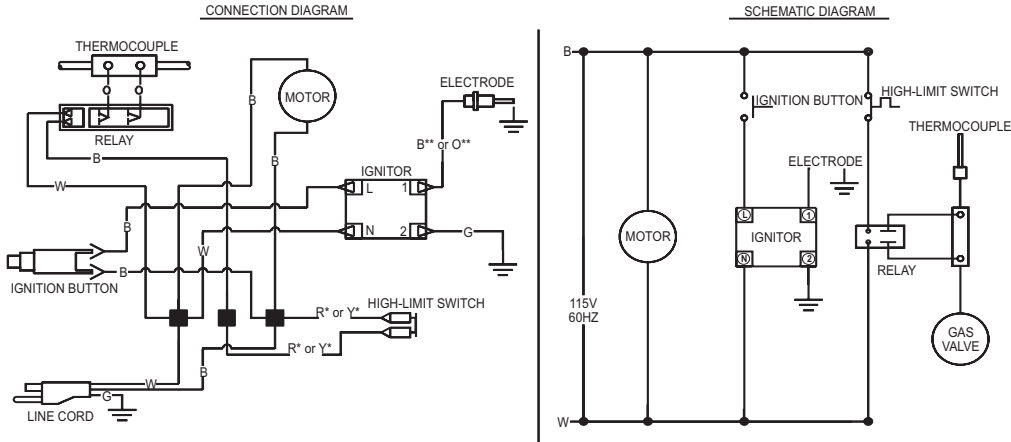 CONNECTION DIAGRAM
THERMOCOUPLE
RELAY
MOTOR
ELECTRODE
B
B
B
W
B** or O**
IGNITOR
L 1
N 2
G
B
B
W
IGNITION BUTTON
HIGH-LIMIT SWITCH
R* or Y*
R* or Y*
W
B
G
LINE CORD
SCHEMATIC DIAGRAM
B
IGNITION BUTTON
HIGH-LIMIT SWITCH
THERMOCOUPLE
ELECTRODE
L 1
IGNITOR
N 2
MOTOR
RELAY
115V
60HZ
GAS
VALVE
W